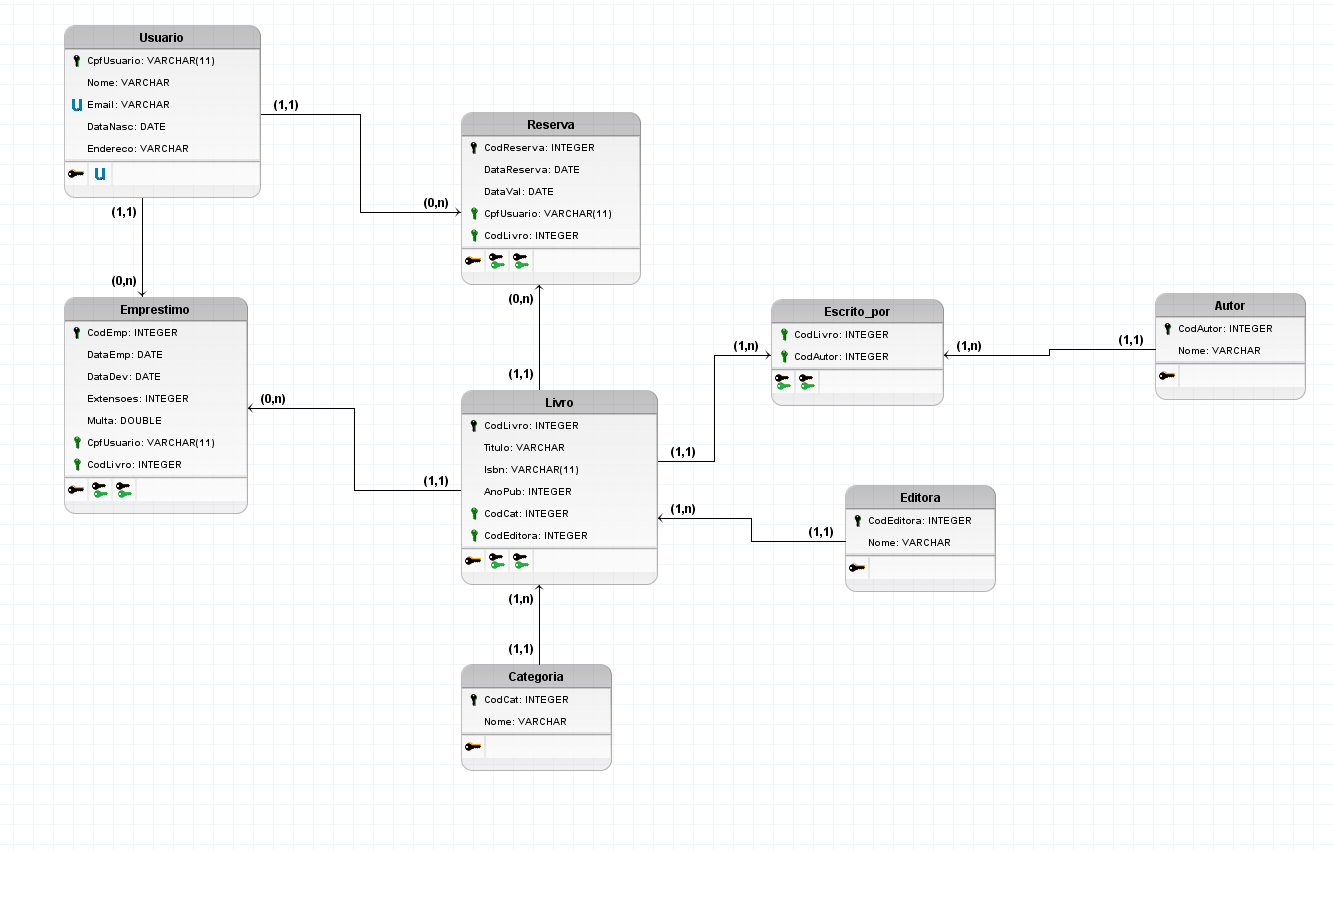 Usuario
CpfUsuario: VARCHAR(11)
Nome: VARCHAR
U Email: VARCHAR
DataNasc: DATE
Endereco: VARCHAR
U
(1,1)
(0,n)
(1,1)
(0,n)
Reserva
CodReserva: INTEGER
DataReserva: DATE
DataVal: DATE
CpfUsuario: VARCHAR(11)
CodLivro: INTEGER
(0,n)
(1,1)
Emprestimo
CodEmp: INTEGER
DataEmp: DATE
DataDev: DATE
Extensoes: INTEGER
Multa: DOUBLE
CpfUsuario: VARCHAR(11)
CodLivro: INTEGER
(0,n)
(1,1)
Livro
CodLivro: INTEGER
Titulo: VARCHAR
Isbn: VARCHAR(11)
AnoPub: INTEGER
CodCat: INTEGER
CodEditora: INTEGER
(1,n)
(1,1)
Escrito_por
CodLivro: INTEGER
CodAutor: INTEGER
(1,n)
(1,1)
Autor
CodAutor: INTEGER
Nome: VARCHAR
(1,n)
(1,1)
Editora
CodEditora: INTEGER
Nome: VARCHAR
(1,n)
(1,1)
Categoria
CodCat: INTEGER
Nome: VARCHAR